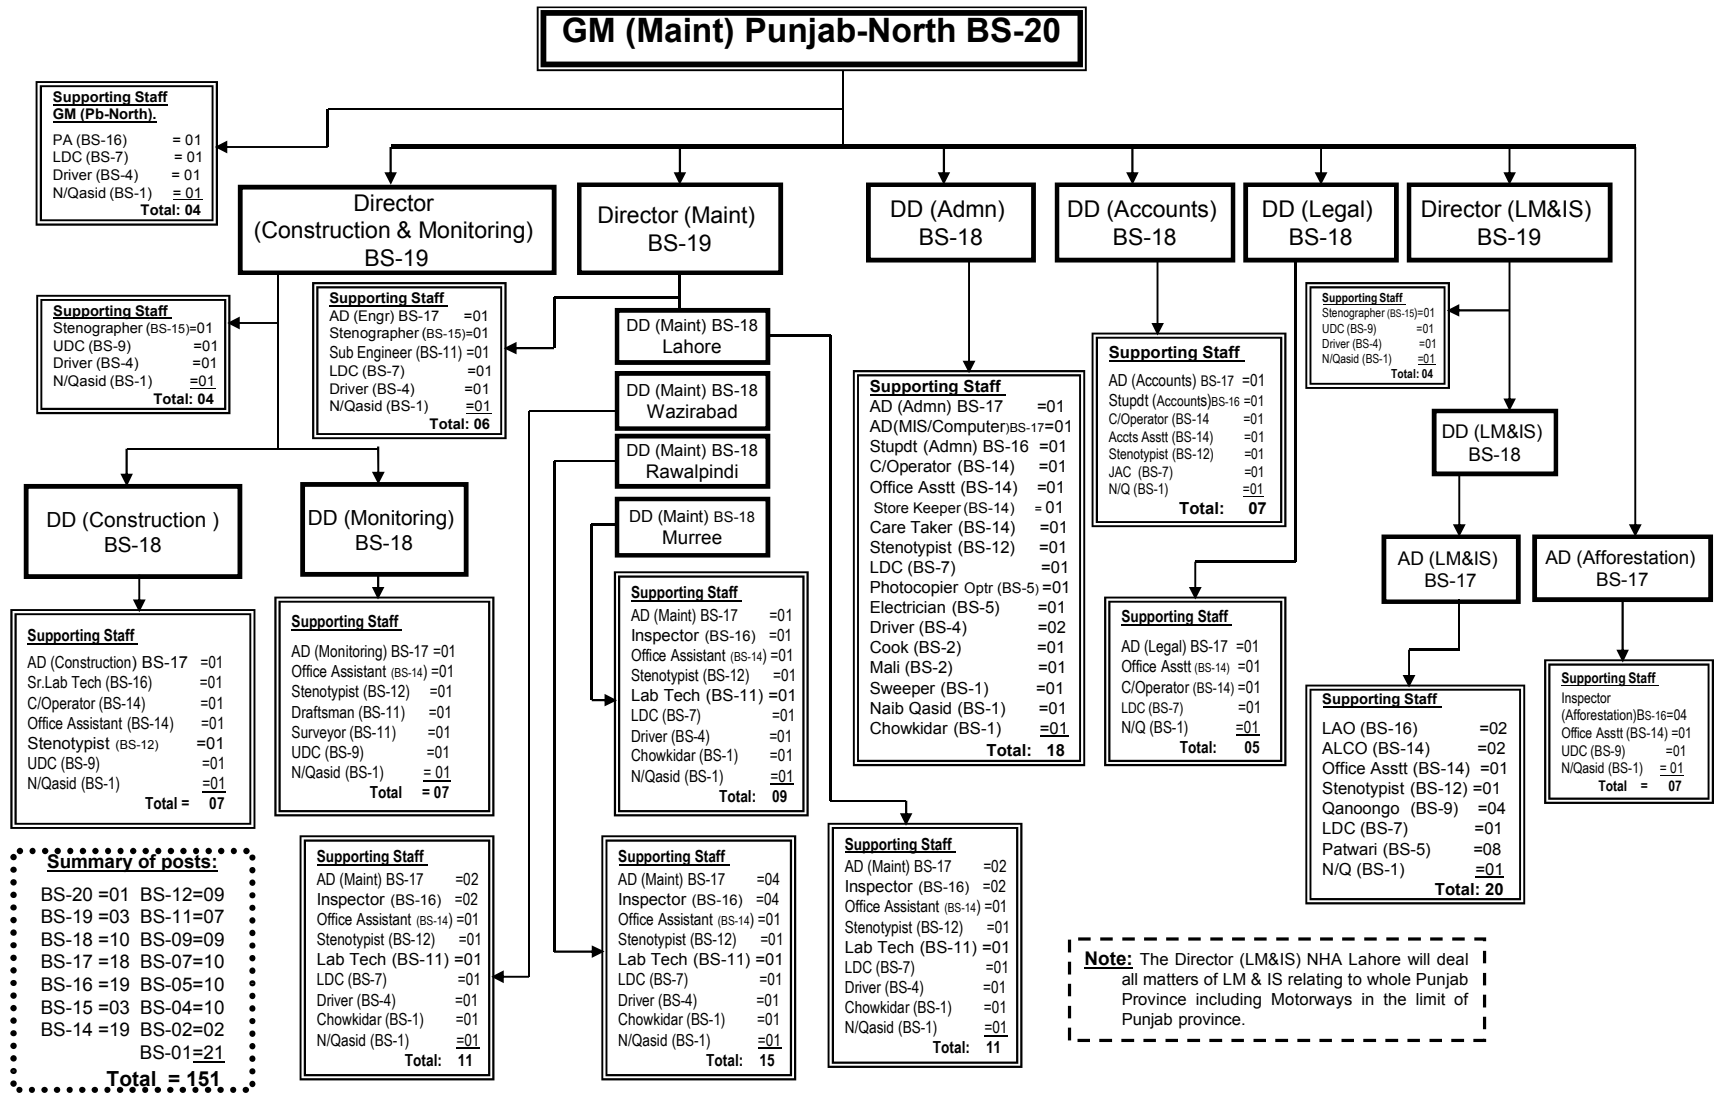 GM (Maint) Punjab-North BS-20
Supporting Staff
GM (Pb-North).
PA (BS-16) = 01
LDC (BS-7) = 01
Driver (BS-4) = 01
N/Qasid (BS-1) = 01
Total: 04
Director
(Construction & Monitoring)
BS-19
Director (Maint)
BS-19
DD (Admn)
BS-18
DD (Accounts)
BS-18
DD (Legal)
BS-18
Director (LM&IS)
BS-19
Supporting Staff
Stenographer (BS-15)=01
UDC (BS-9) =01
Driver (BS-4) =01
N/Qasid (BS-1) =01
Total: 04
Supporting Staff
AD (Engr) BS-17 =01
Stenographer (BS-15)=01
Sub Engineer (BS-11) =01
LDC (BS-7) =01
Driver (BS-4) =01
N/Qasid (BS-1) =01
Total: 06
DD (Maint) BS-18
Lahore
DD (Maint) BS-18
Wazirabad
DD (Maint) BS-18
Rawalpindi
DD (Maint) BS-18
Murree
Supporting Staff
AD (Admn) BS-17 =01
AD(MIS/Computer)BS-17=01
Stupdt (Admn) BS-16 =01
C/Operator (BS-14) =01
Office Asstt (BS-14) =01
Store Keeper (BS-14) = 01
Care Taker (BS-14) =01
Stenotypist (BS-12) =01
LDC (BS-7) =01
Photocopier Optr (BS-5) =01
Electrician (BS-5) =01
Driver (BS-4) =02
Cook (BS-2) =01
Mali (BS-2) =01
Sweeper (BS-1) =01
Naib Qasid (BS-1) =01
Chowkidar (BS-1) =01
Total: 18
Supporting Staff
AD (Accounts) BS-17 =01
Stupdt (Accounts)BS-16 =01
C/Operator (BS-14 =01
Accts Asstt (BS-14) =01
Stenotypist (BS-12) =01
JAC (BS-7) =01
N/Q (BS-1) =01
Total: 07
Supporting Staff
Stenographer (BS-15)=01
UDC (BS-9) =01
Driver (BS-4) =01
N/Qasid (BS-1) =01
Total: 04
DD (LM&IS)
BS-18
DD (Construction )
BS-18
DD (Monitoring)
BS-18
AD (LM&IS)
BS-17
AD (Afforestation)
BS-17
Supporting Staff
AD (Construction) BS-17 =01
Sr.Lab Tech (BS-16) =01
C/Operator (BS-14) =01
Office Assistant (BS-14) =01
Stenotypist (BS-12) =01
UDC (BS-9) =01
N/Qasid (BS-1) =01
Total = 07
Supporting Staff
AD (Monitoring) BS-17 =01
Office Assistant (BS-14) =01
Stenotypist (BS-12) =01
Draftsman (BS-11) =01
Surveyor (BS-11) =01
UDC (BS-9) =01
N/Qasid (BS-1) = 01
Total = 07
Supporting Staff
AD (Maint) BS-17 =01
Inspector (BS-16) =01
Office Assistant (BS-14) =01
Stenotypist (BS-12) =01
Lab Tech (BS-11) =01
LDC (BS-7) =01
Driver (BS-4) =01
Chowkidar (BS-1) =01
N/Qasid (BS-1) =01
Total: 09
Supporting Staff
AD (Legal) BS-17 =01
Office Asstt (BS-14) =01
C/Operator (BS-14) =01
LDC (BS-7) =01
N/Q (BS-1) =01
Total: 05
Supporting Staff
LAO (BS-16) =02
ALCO (BS-14) =02
Office Asstt (BS-14) =01
Stenotypist (BS-12) =01
Qanoongo (BS-9) =04
LDC (BS-7) =01
Patwari (BS-5) =08
N/Q (BS-1) =01
Total: 20
Supporting Staff
Inspector
(Afforestation)BS-16=04
Office Asstt (BS-14) =01
UDC (BS-9) =01
N/Qasid (BS-1) = 01
Total = 07
Summary of posts:
BS-20 =01 BS-12=09
BS-19 =03 BS-11=07
BS-18 =10 BS-09=09
BS-17 =18 BS-07=10
BS-16 =19 BS-05=10
BS-15 =03 BS-04=10
BS-14 =19 BS-02=02
BS-01=21
Total = 151
Supporting Staff
AD (Maint) BS-17 =02
Inspector (BS-16) =02
Office Assistant (BS-14) =01
Stenotypist (BS-12) =01
Lab Tech (BS-11) =01
LDC (BS-7) =01
Driver (BS-4) =01
Chowkidar (BS-1) =01
N/Qasid (BS-1) =01
Total: 11
Supporting Staff
AD (Maint) BS-17 =04
Inspector (BS-16) =04
Office Assistant (BS-14) =01
Stenotypist (BS-12) =01
Lab Tech (BS-11) =01
LDC (BS-7) =01
Driver (BS-4) =01
Chowkidar (BS-1) =01
N/Qasid (BS-1) =01
Total: 15
Supporting Staff
AD (Maint) BS-17 =02
Inspector (BS-16) =02
Office Assistant (BS-14) =01
Stenotypist (BS-12) =01
Lab Tech (BS-11) =01
LDC (BS-7) =01
Driver (BS-4) =01
Chowkidar (BS-1) =01
N/Qasid (BS-1) =01
Total: 11
Note: The Director (LM&IS) NHA Lahore will deal
all matters of LM & IS relating to whole Punjab
Province including Motorways in the limit of
Punjab province.